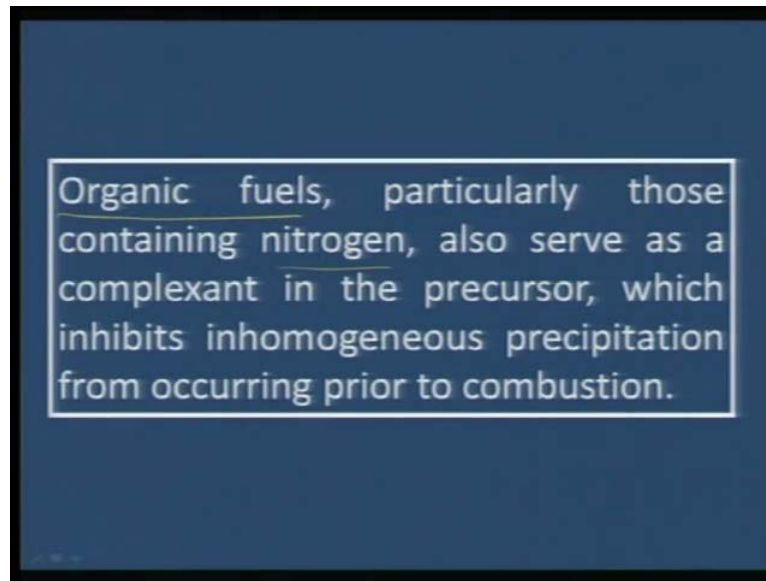 Organic fuels, particularly those
containing nitrogen, also serve as a
complexant in the precursor, which
inhibits inhomogeneous precipitation
from occurring prior to combustion.